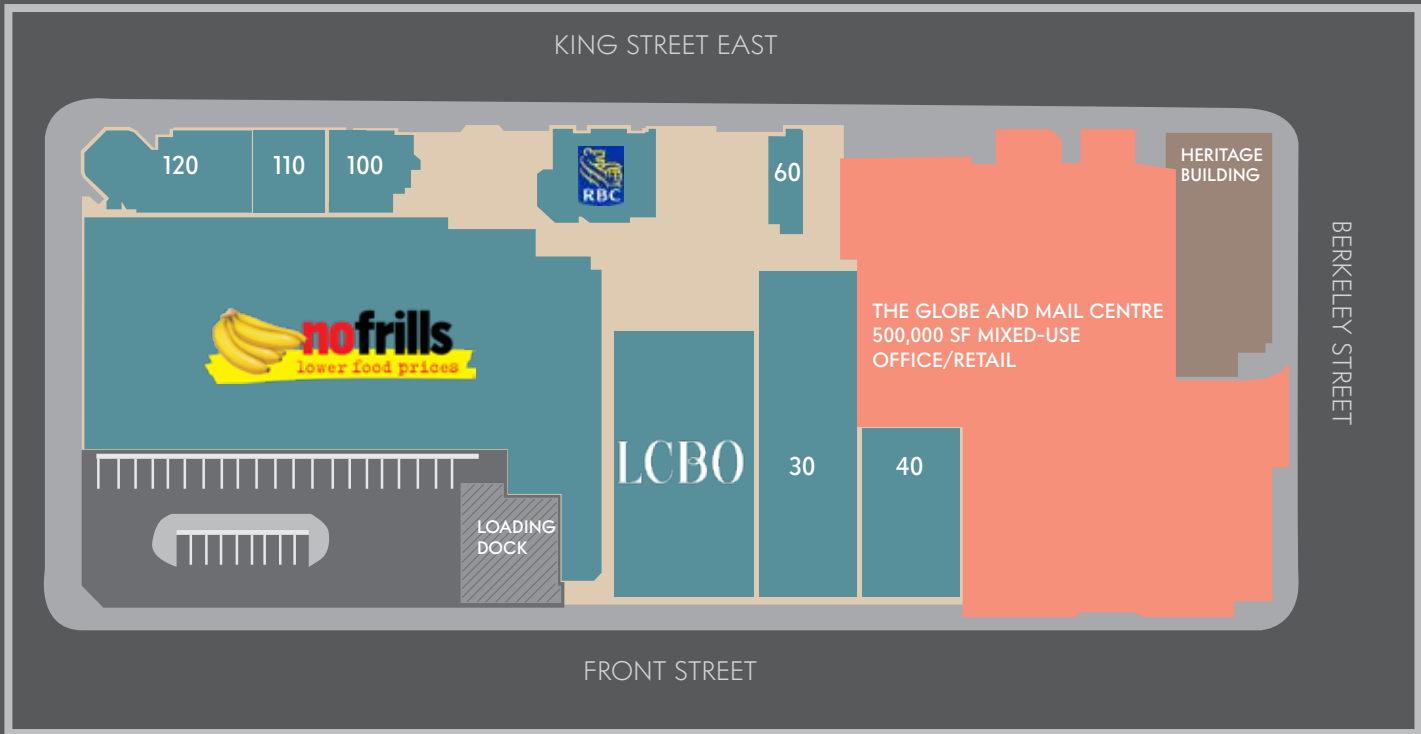 KING STREET EAST
120
110
100
RBC
60
HERITAGE
BUILDING
BERKELEY STREET
nofrills
lower food prices
THE GLOBE AND MAIL CENTRE
500,000 SF MIXED-USE
OFFICE/RETAIL
LCBO
30
40
LOADING
DOCK
FRONT STREET